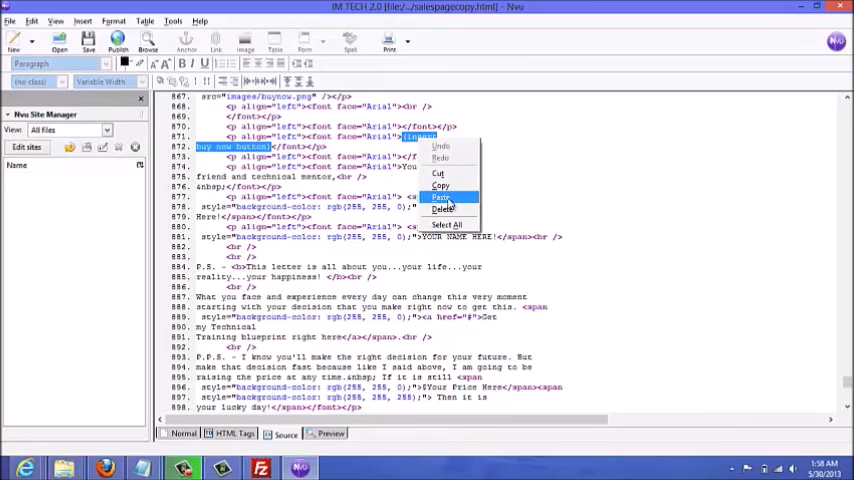 IM TECH 2.0 [file:/.../salespagecopy.html] - Nvu
File Edit View Insert Format Table Tools Help
New Open Save Publish Browse Anchor Link Image Table Form Spell Print
Paragraph
(no class) Variable Width
Nvu Site Manager
View: All files
Edit sites
Name
867. src="images/buynow.png" /></p>
868. <p align="left"><font face="Arial"><br />
869. </font></p>
870. <p align="left"><font face="Arial"></font></p>
871. <p align="left"><font face="Arial">(insert
872. buy now button)</font></p>
873. <p align="left"><font face="Arial"></f
874. <p align="left"><font face="Arial">You
875. friend and technical mentor,<br />
876. &nbsp;</font></p>
877. <p align="left"><font face="Arial"> <s
878. style="background-color: rgb(255, 255, 0);"
879. Here!</span></font></p>
880. <p align="left"><font face="Arial"> <s
881. style="background-color: rgb(255, 255, 0);">YOUR NAME HERE!</span><br />
882. <br />
883. <br />
884. P.S. - <b>This letter is all about you...your life...your
885. reality...your happiness! </b><br />
886. <br />
887. What you face and experience every day can change this very moment
888. starting with your decision that you make right now to get this. <span
889. style="background-color: rgb(255, 255, 0);"><a href="#">Get
890. my Technical
891. Training blueprint right here</a></span>.<br />
892. <br />
893. P.P.S. - I know you'll make the right decision for your future. But
894. make that decision fast because like I said above, I am going to be
895. raising the price at any time.&nbsp; If it is still <span
896. style="background-color: rgb(255, 255, 0);">$Your Price Here</span><span
897. style="background-color: rgb(255, 255, 255);"> Then it is
898. your lucky day!</span></font></p>
Undo
Redo
Cut
Copy
Paste
Delete
Select All
Normal HTML Tags Source Preview
1:58 AM
5/30/2013